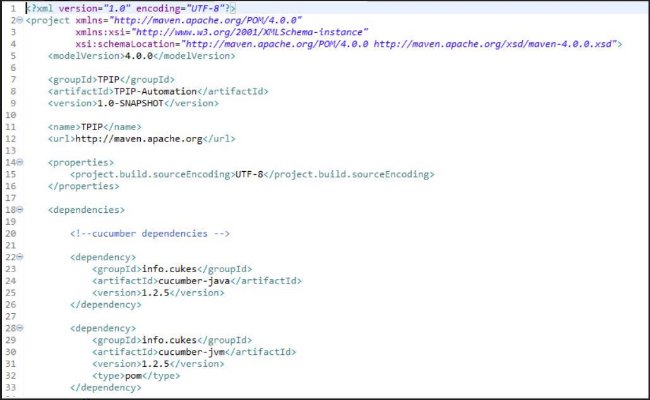 1 <?xml version="1.0" encoding="UTF-8"?>
2 <project xmlns="http://maven.apache.org/POM/4.0.0"
3 xmlns:xsi="http://www.w3.org/2001/XMLSchema-instance"
4 xsi:schemaLocation="http://maven.apache.org/POM/4.0.0 http://maven.apache.org/xsd/maven-4.0.0.xsd">
5 <modelVersion>4.0.0</modelVersion>
6
7 <groupId>TPIP</groupId>
8 <artifactId>TPIP-Automation</artifactId>
9 <version>1.0-SNAPSHOT</version>
10
11 <name>TPIP</name>
12 <url>http://maven.apache.org</url>
13
14 <properties>
15 <project.build.sourceEncoding>UTF-8</project.build.sourceEncoding>
16 </properties>
17
18 <dependencies>
19
20 <!--cucumber dependencies -->
21
22 <dependency>
23 <groupId>info.cukes</groupId>
24 <artifactId>cucumber-java</artifactId>
25 <version>1.2.5</version>
26 </dependency>
27
28 <dependency>
29 <groupId>info.cukes</groupId>
30 <artifactId>cucumber-jvm</artifactId>
31 <version>1.2.5</version>
32 <type>pom</type>
33 </dependency>